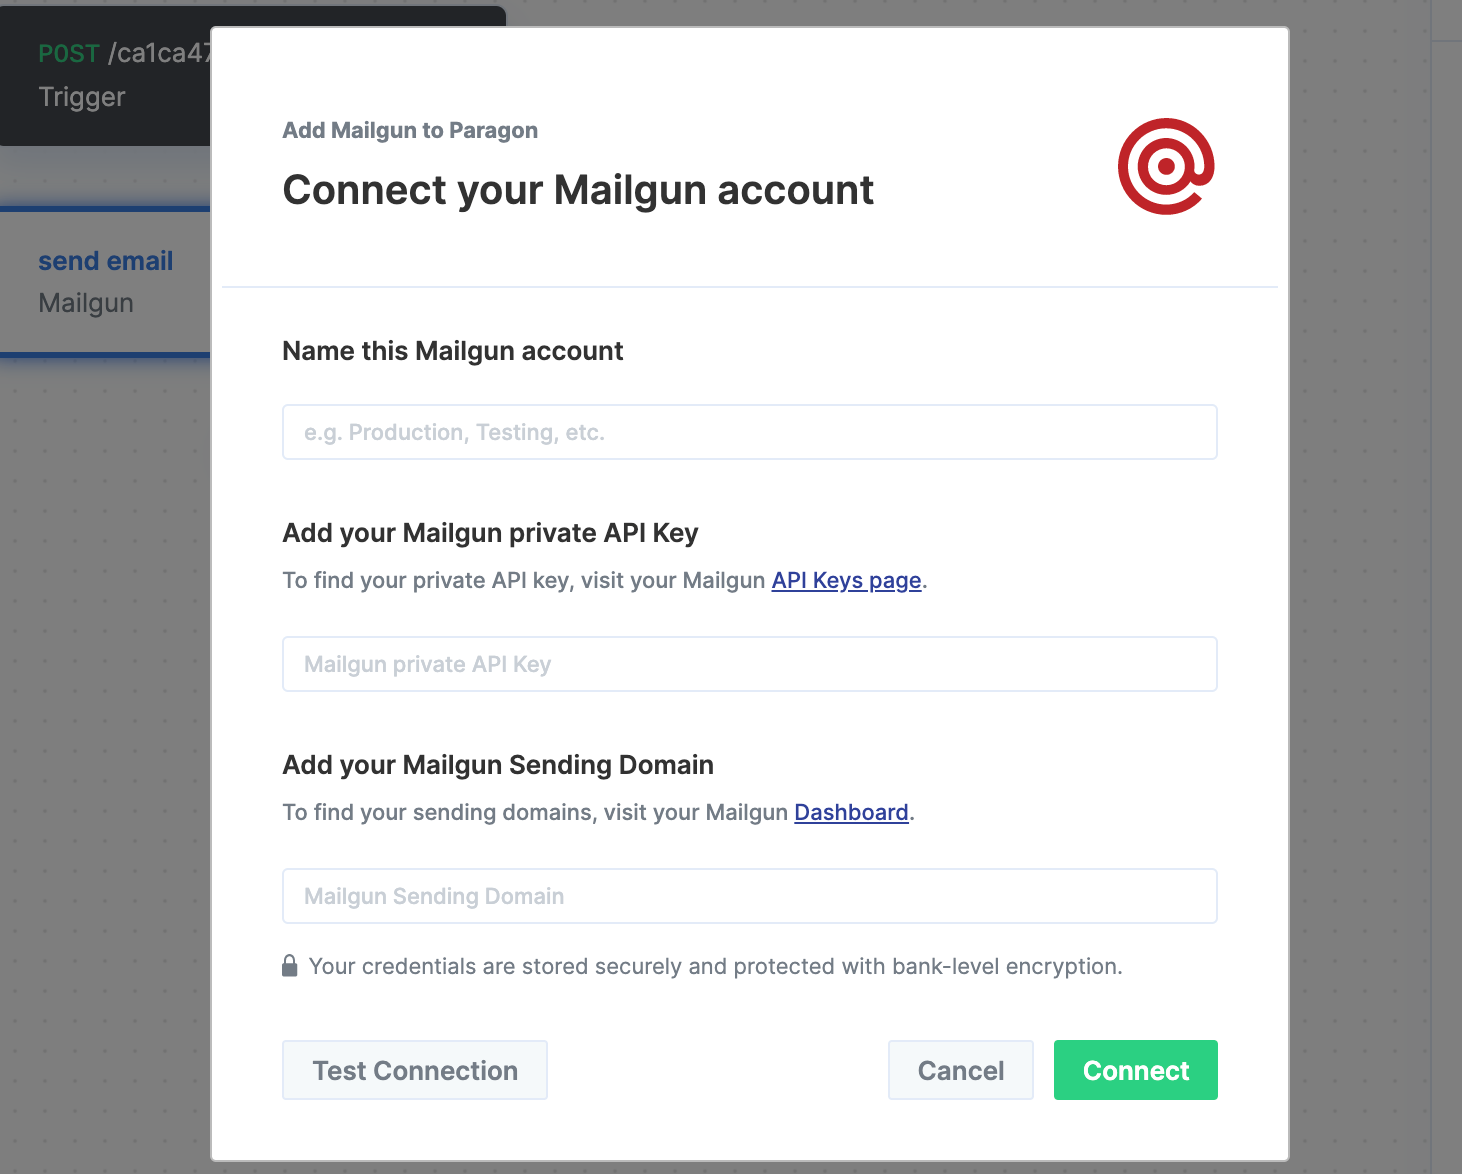 POST /ca1ca47
Trigger
send email
Mailgun
Add Mailgun to Paragon
Connect your Mailgun account
Name this Mailgun account
e.g. Production, Testing, etc.
Add your Mailgun private API Key
To find your private API key, visit your Mailgun API Keys page.
Mailgun private API Key
Add your Mailgun Sending Domain
To find your sending domains, visit your Mailgun Dashboard.
Mailgun Sending Domain
Your credentials are stored securely and protected with bank-level encryption.
Test Connection
Cancel
Connect